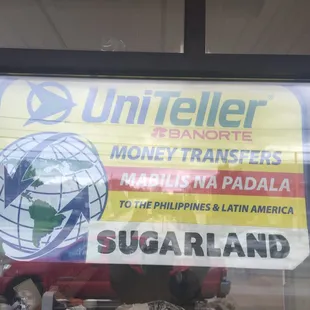 UniTeller
BANORTE
MONEY TRANSFERS
MABILIS NA PADALA
TO THE PHILIPPINES & LATIN AMERICA
SUGARLAND